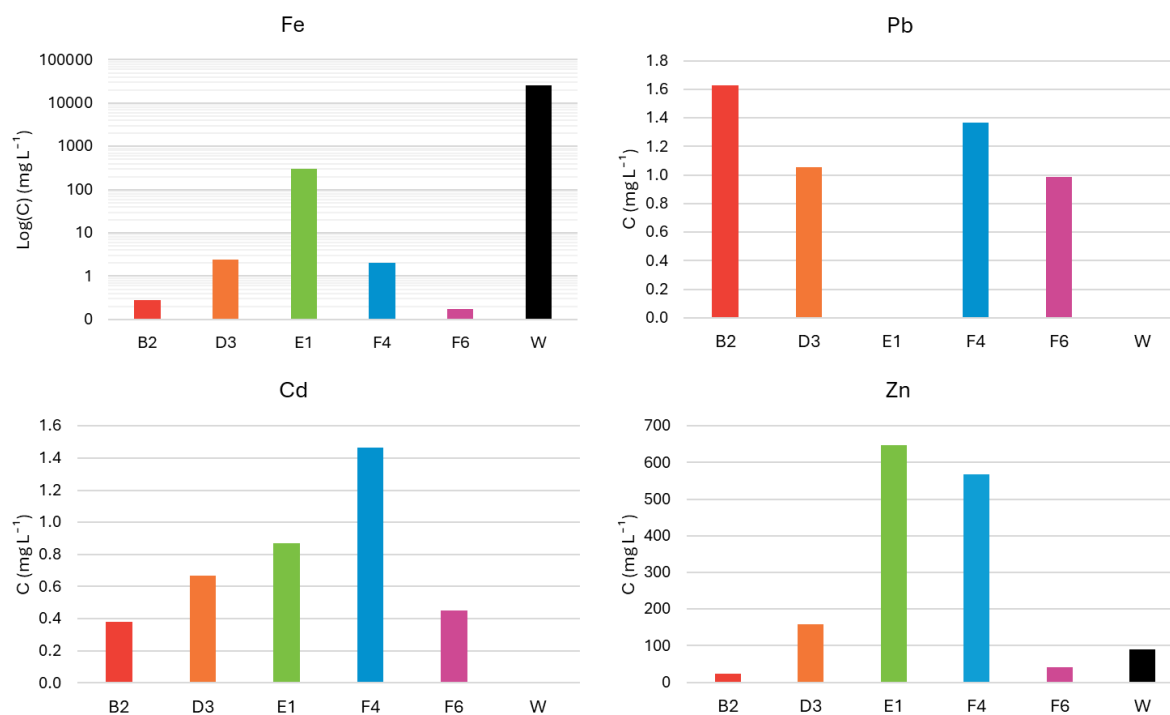 Fe
Log(C) (mg L⁻¹)
100000
10000
1000
100
10
1
0
B2 D3 E1 F4 F6 W
Pb
C (mg L⁻¹)
1.8
1.6
1.4
1.2
1.0
0.8
0.6
0.4
0.2
0.0
B2 D3 E1 F4 F6 W
Cd
C (mg L⁻¹)
1.6
1.4
1.2
1.0
0.8
0.6
0.4
0.2
0.0
B2 D3 E1 F4 F6 W
Zn
C (mg L⁻¹)
700
600
500
400
300
200
100
0
B2 D3 E1 F4 F6 W